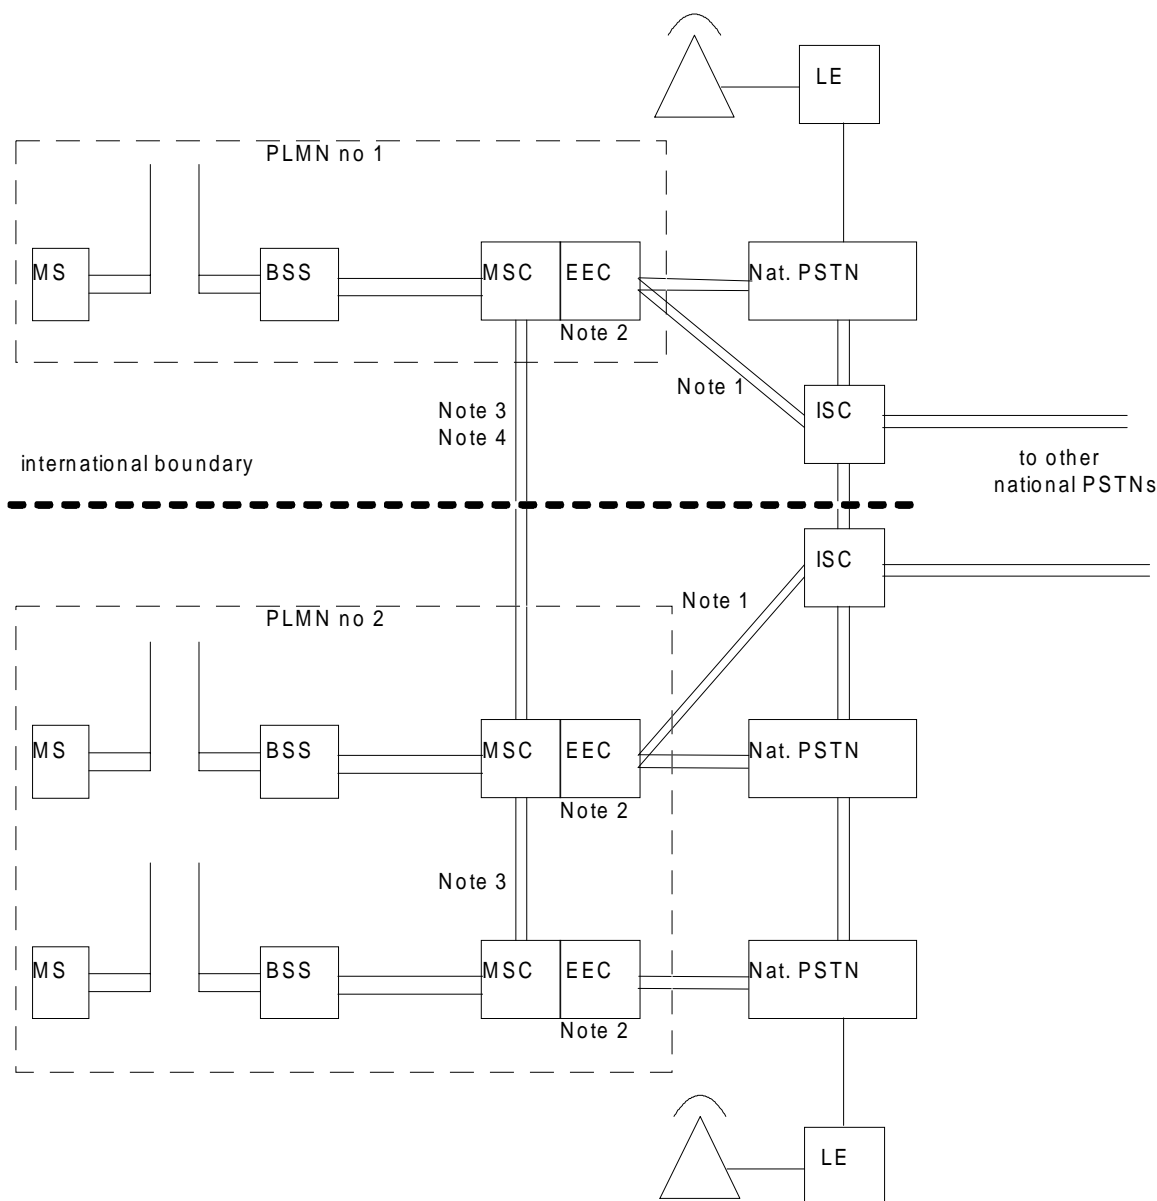 LE
PLMN no 1
MS
BSS
MSC
EEC
Nat. PSTN
Note 2
Note 1
ISC
Note 3
Note 4
to other
national PSTNs
international boundary
ISC
Note 1
PLMN no 2
MS
BSS
MSC
EEC
Nat. PSTN
Note 2
Note 3
MS
BSS
MSC
EEC
Nat. PSTN
Note 2
LE